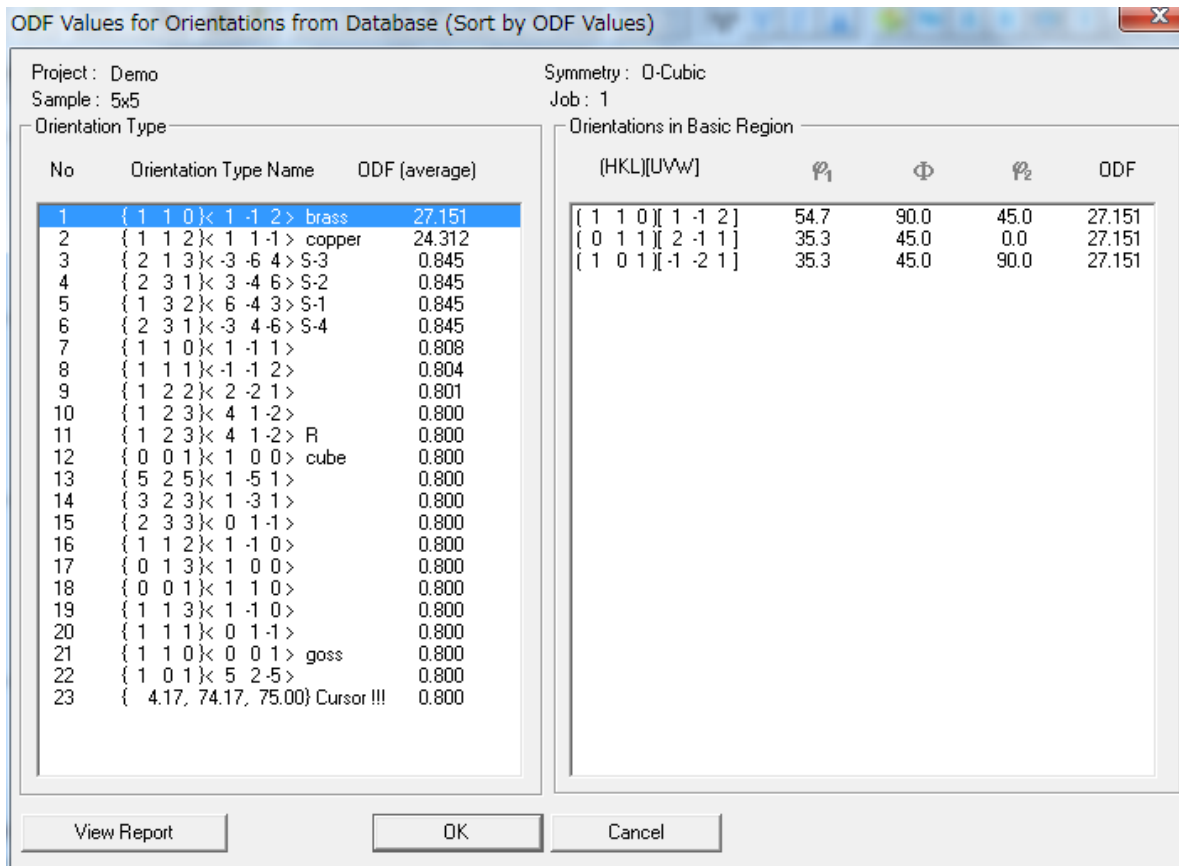 ODF Values for Orientations from Database (Sort by ODF Values)
X
Project : Demo
Symmetry : O-Cubic
Sample : 5x5
Job : 1
Orientation Type
No Orientation Type Name ODF (average)
1 { 1 1 0}< 1 -1 2 > brass 27.151
2 { 1 1 2}< 1 1 -1 > copper 24.312
3 { 2 1 3}< -3 -6 4 > S-3 0.845
4 { 2 3 1}< 3 -4 6 > S-2 0.845
5 { 1 3 2}< 6 -4 3 > S-1 0.845
6 { 2 3 1}< -3 4 -6 > S-4 0.845
7 { 1 1 0}< 1 -1 1 > 0.808
8 { 1 1 1}< -1 -1 2 > 0.804
9 { 1 2 2}< 2 -2 1 > 0.801
10 { 1 2 3}< 4 1 -2 > 0.800
11 { 1 2 3}< 4 1 -2 > R 0.800
12 { 0 0 1}< 1 0 0 > cube 0.800
13 { 5 2 5}< 1 -5 1 > 0.800
14 { 3 2 3}< 1 -3 1 > 0.800
15 { 2 3 3}< 0 1 -1 > 0.800
16 { 1 1 2}< 1 -1 0 > 0.800
17 { 0 1 3}< 1 0 0 > 0.800
18 { 0 0 1}< 1 1 0 > 0.800
19 { 1 1 3}< 1 -1 0 > 0.800
20 { 1 1 1}< 0 1 -1 > 0.800
21 { 1 1 0}< 0 0 1 > goss 0.800
22 { 1 0 1}< 5 2 -5 > 0.800
23 { 4.17, 74.17, 75.00} Cursor !!! 0.800
Orientations in Basic Region
(HKL)[UVW] φ1 Φ φ2 ODF
( 1 1 0)[ 1 -1 2] 54.7 90.0 45.0 27.151
( 0 1 1)[ 2 -1 1] 35.3 45.0 0.0 27.151
( 1 0 1)[ -1 -2 1] 35.3 45.0 90.0 27.151
View Report
OK
Cancel